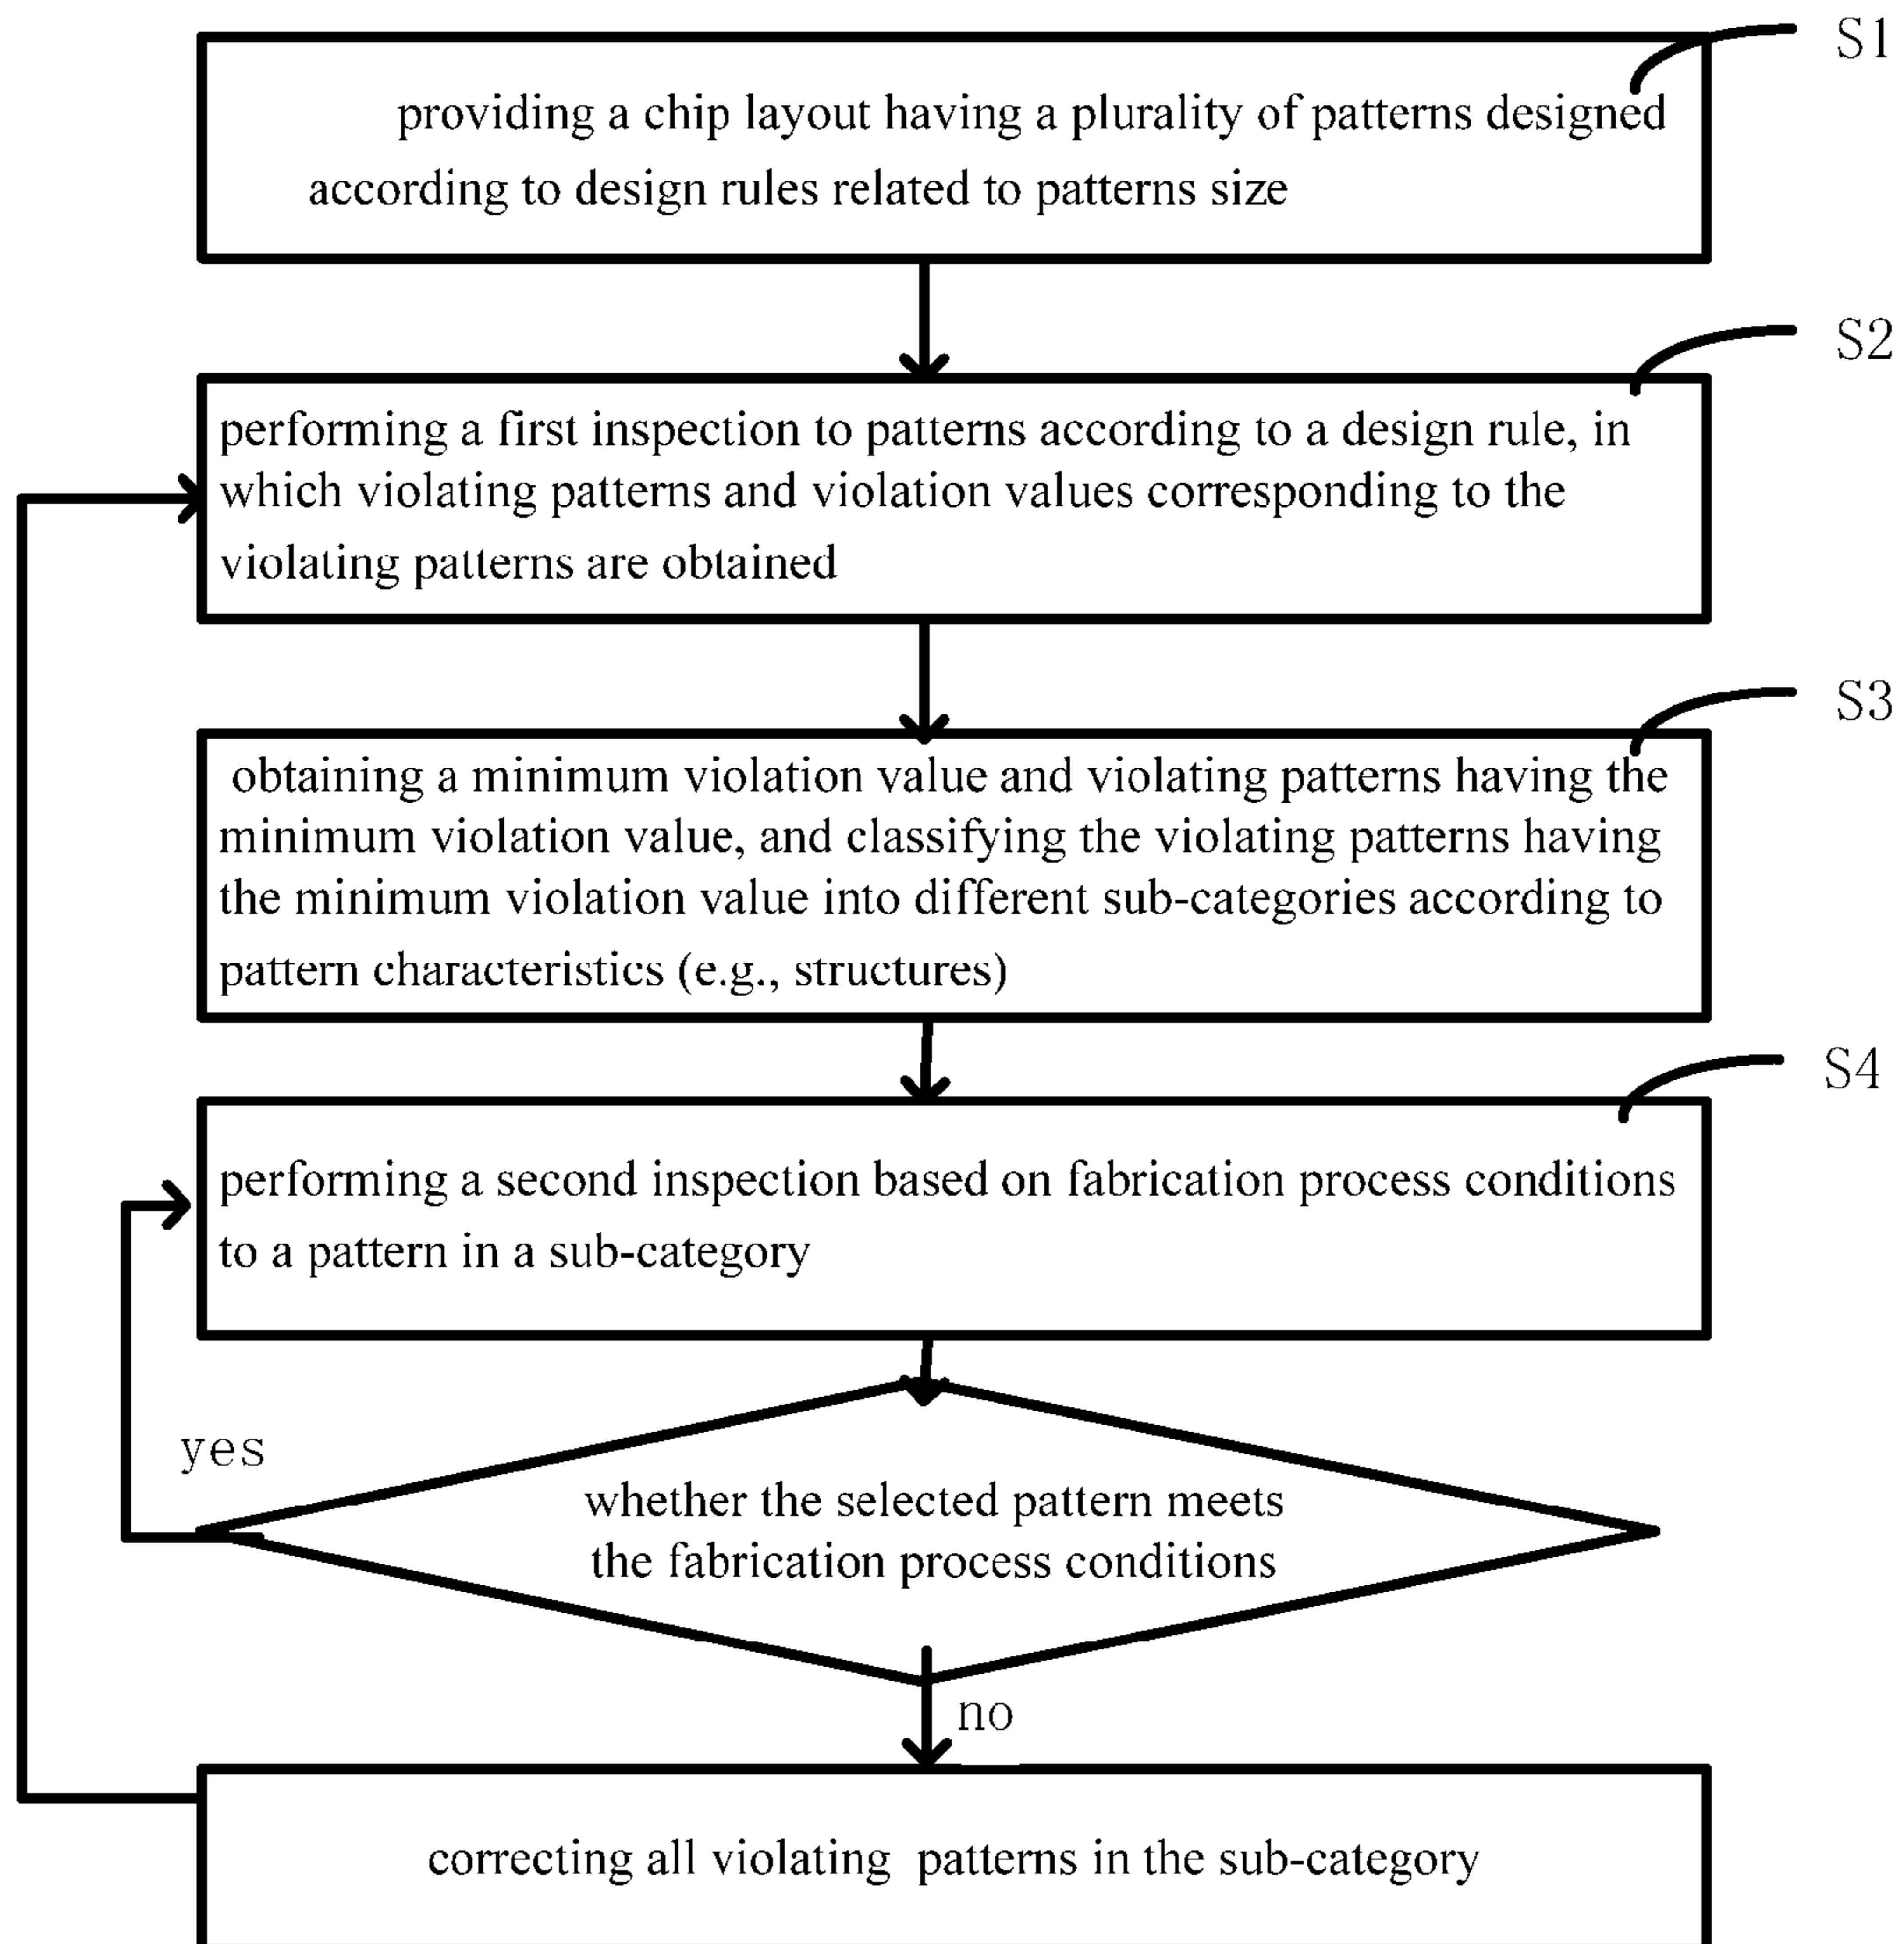 S1
providing a chip layout having a plurality of patterns designed
according to design rules related to patterns size
S2
performing a first inspection to patterns according to a design rule, in
which violating patterns and violation values corresponding to the
violating patterns are obtained
S3
obtaining a minimum violation value and violating patterns having the
minimum violation value, and classifying the violating patterns having
the minimum violation value into different sub-categories according to
pattern characteristics (e.g., structures)
S4
performing a second inspection based on fabrication process conditions
to a pattern in a sub-category
yes
whether the selected pattern meets
the fabrication process conditions
no
correcting all violating patterns in the sub-category